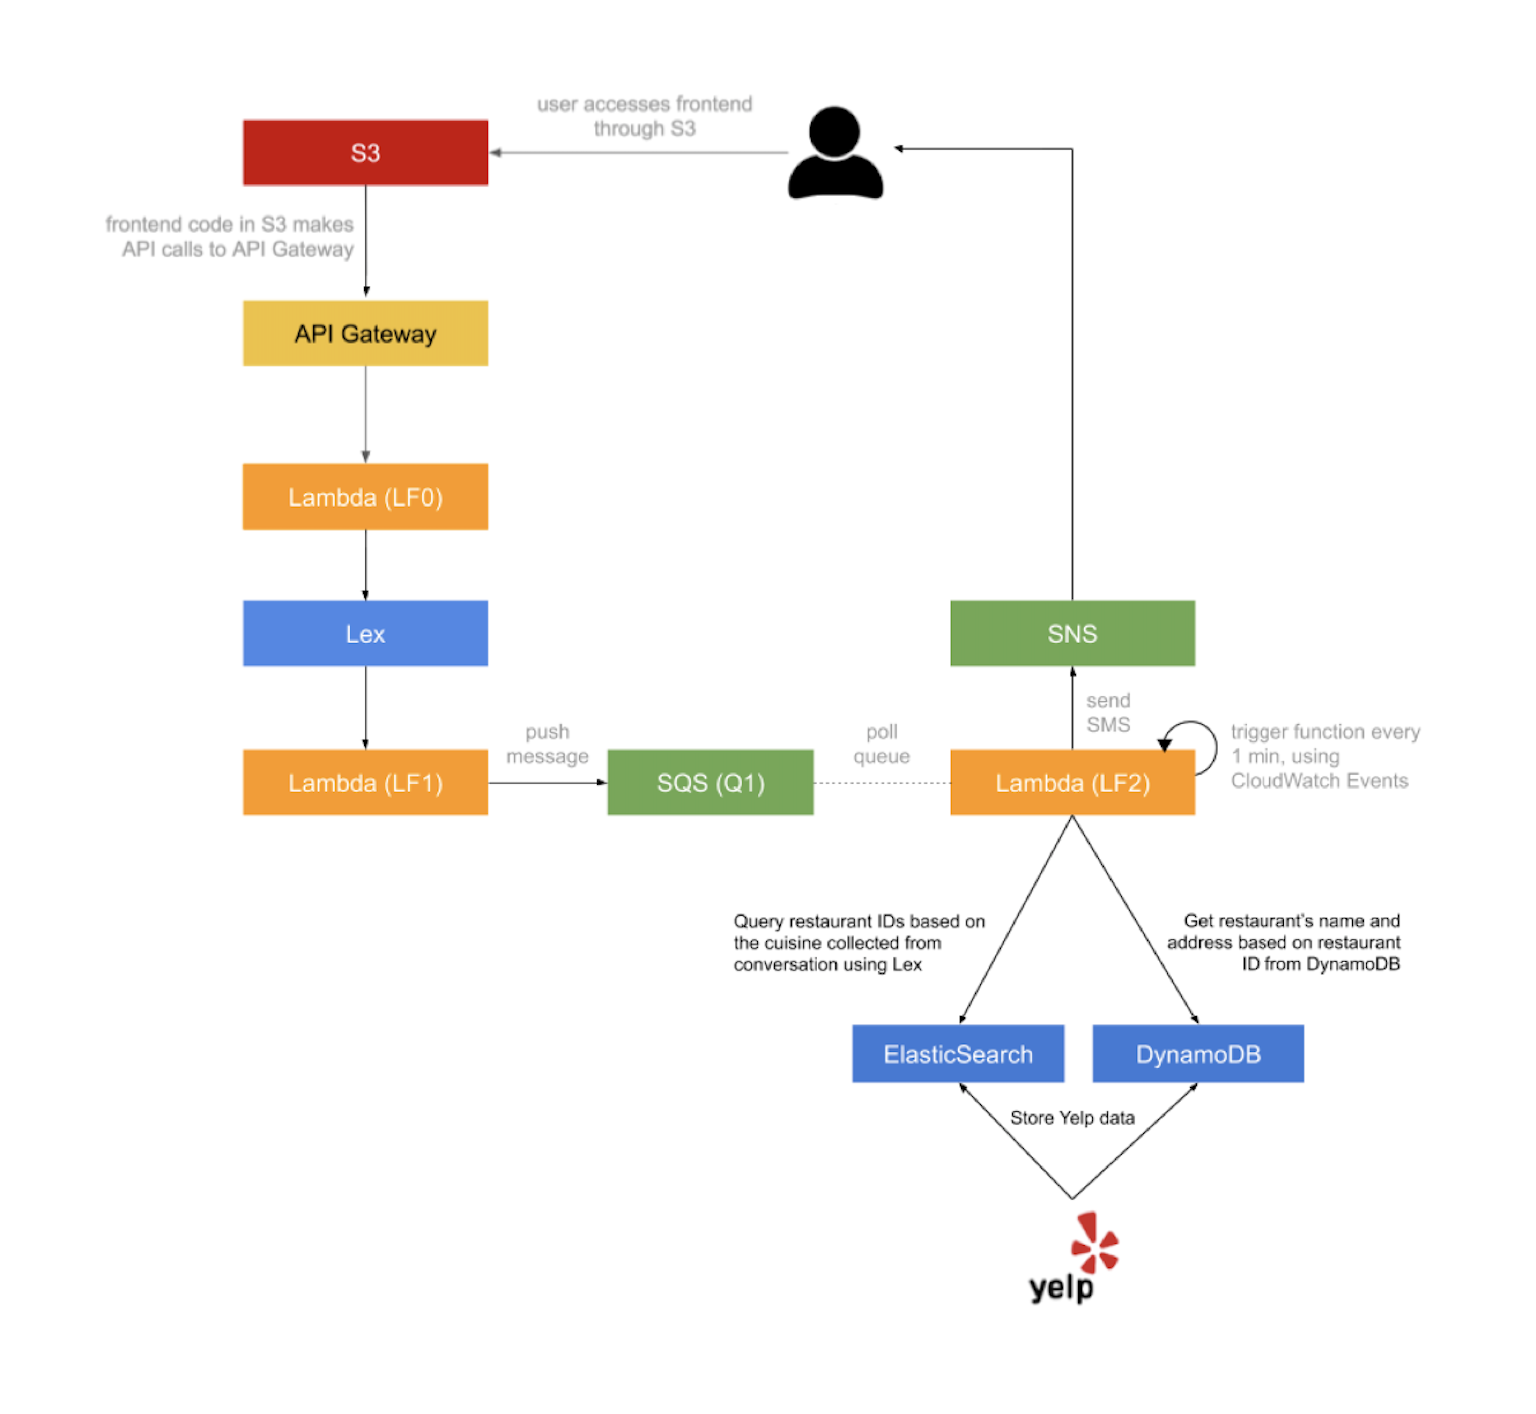 user accesses frontend
through S3
S3
frontend code in S3 makes
API calls to API Gateway
API Gateway
Lambda (LF0)
Lex
SNS
send
SMS
push
message
poll
queue
trigger function every
1 min, using
CloudWatch Events
Lambda (LF1)
SQS (Q1)
Lambda (LF2)
Query restaurant IDs based on
the cuisine collected from
conversation using Lex
Get restaurant's name and
address based on restaurant
ID from DynamoDB
ElasticSearch
DynamoDB
Store Yelp data
yelp